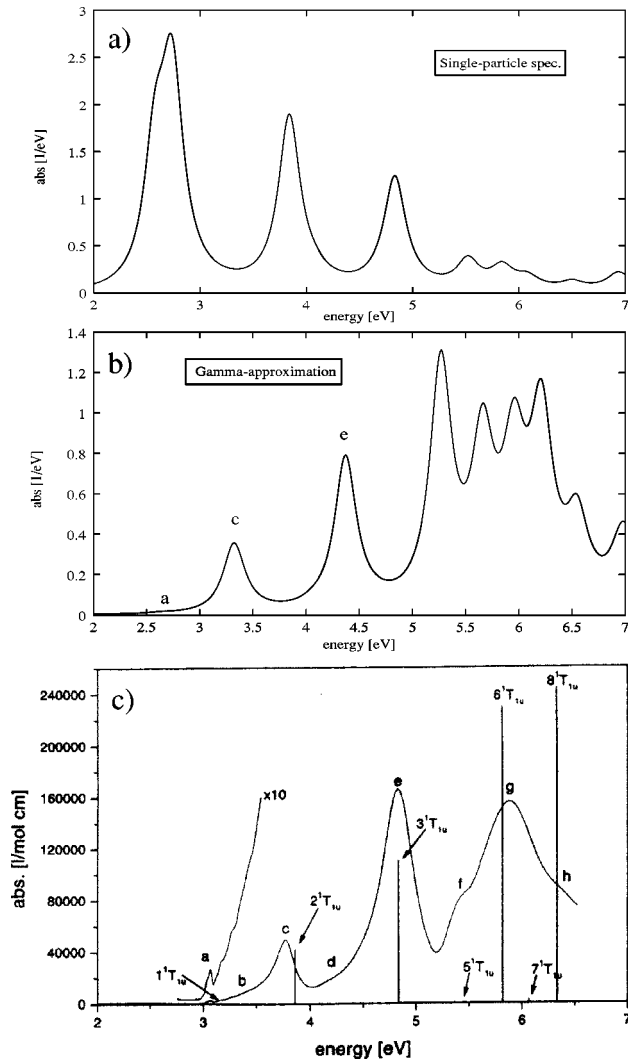 a)
Single-particle spec.
3
2.5
2
1.5
1
0.5
0
abs [1/eV]
2 3 4 5 6 7
energy [eV]
b)
Gamma-approximation
1.4
1.2
1
0.8
0.6
0.4
0.2
0
abs [1/eV]
a
c
e
2 2.5 3 3.5 4 4.5 5 5.5 6 6.5 7
energy [eV]
c)
240000
200000
160000
120000
80000
40000
0
abs. [l/mol cm]
x10
a
1¹T₁ᵤ
b
c
2¹T₁ᵤ
d
e
3¹T₁ᵤ
f
5¹T₁ᵤ
6¹T₁ᵤ
g
7¹T₁ᵤ
8¹T₁ᵤ
h
2 3 4 5 6 7
energy [eV]